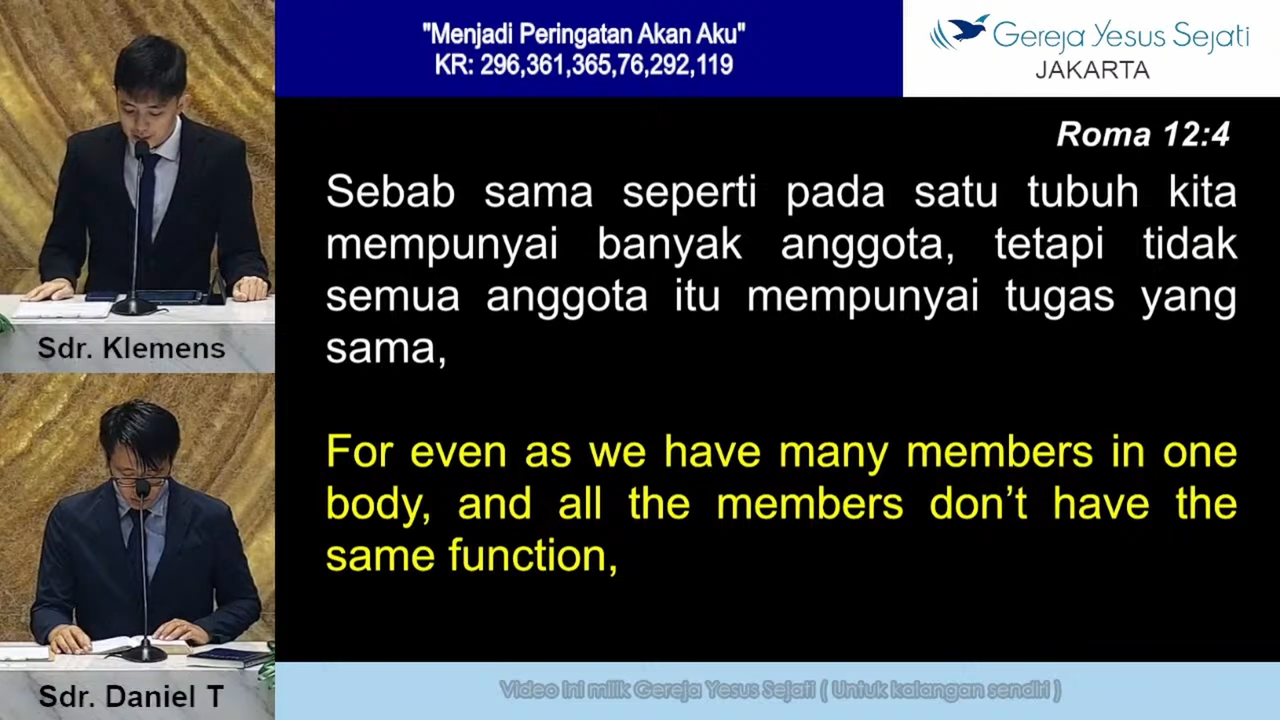 "Menjadi Peringatan Akan Aku"
KR: 296,361,365,76,292,119
Gereja Yesus Sejati
JAKARTA
Roma 12:4
Sebab sama seperti pada satu tubuh kita
mempunyai banyak anggota, tetapi tidak
semua anggota itu mempunyai tugas yang
sama,
For even as we have many members in one
body, and all the members don't have the
same function,
Sdr. Klemens
Sdr. Daniel T
Video ini milik Gereja Yesus Sejati ( Untuk kalangan sendiri )